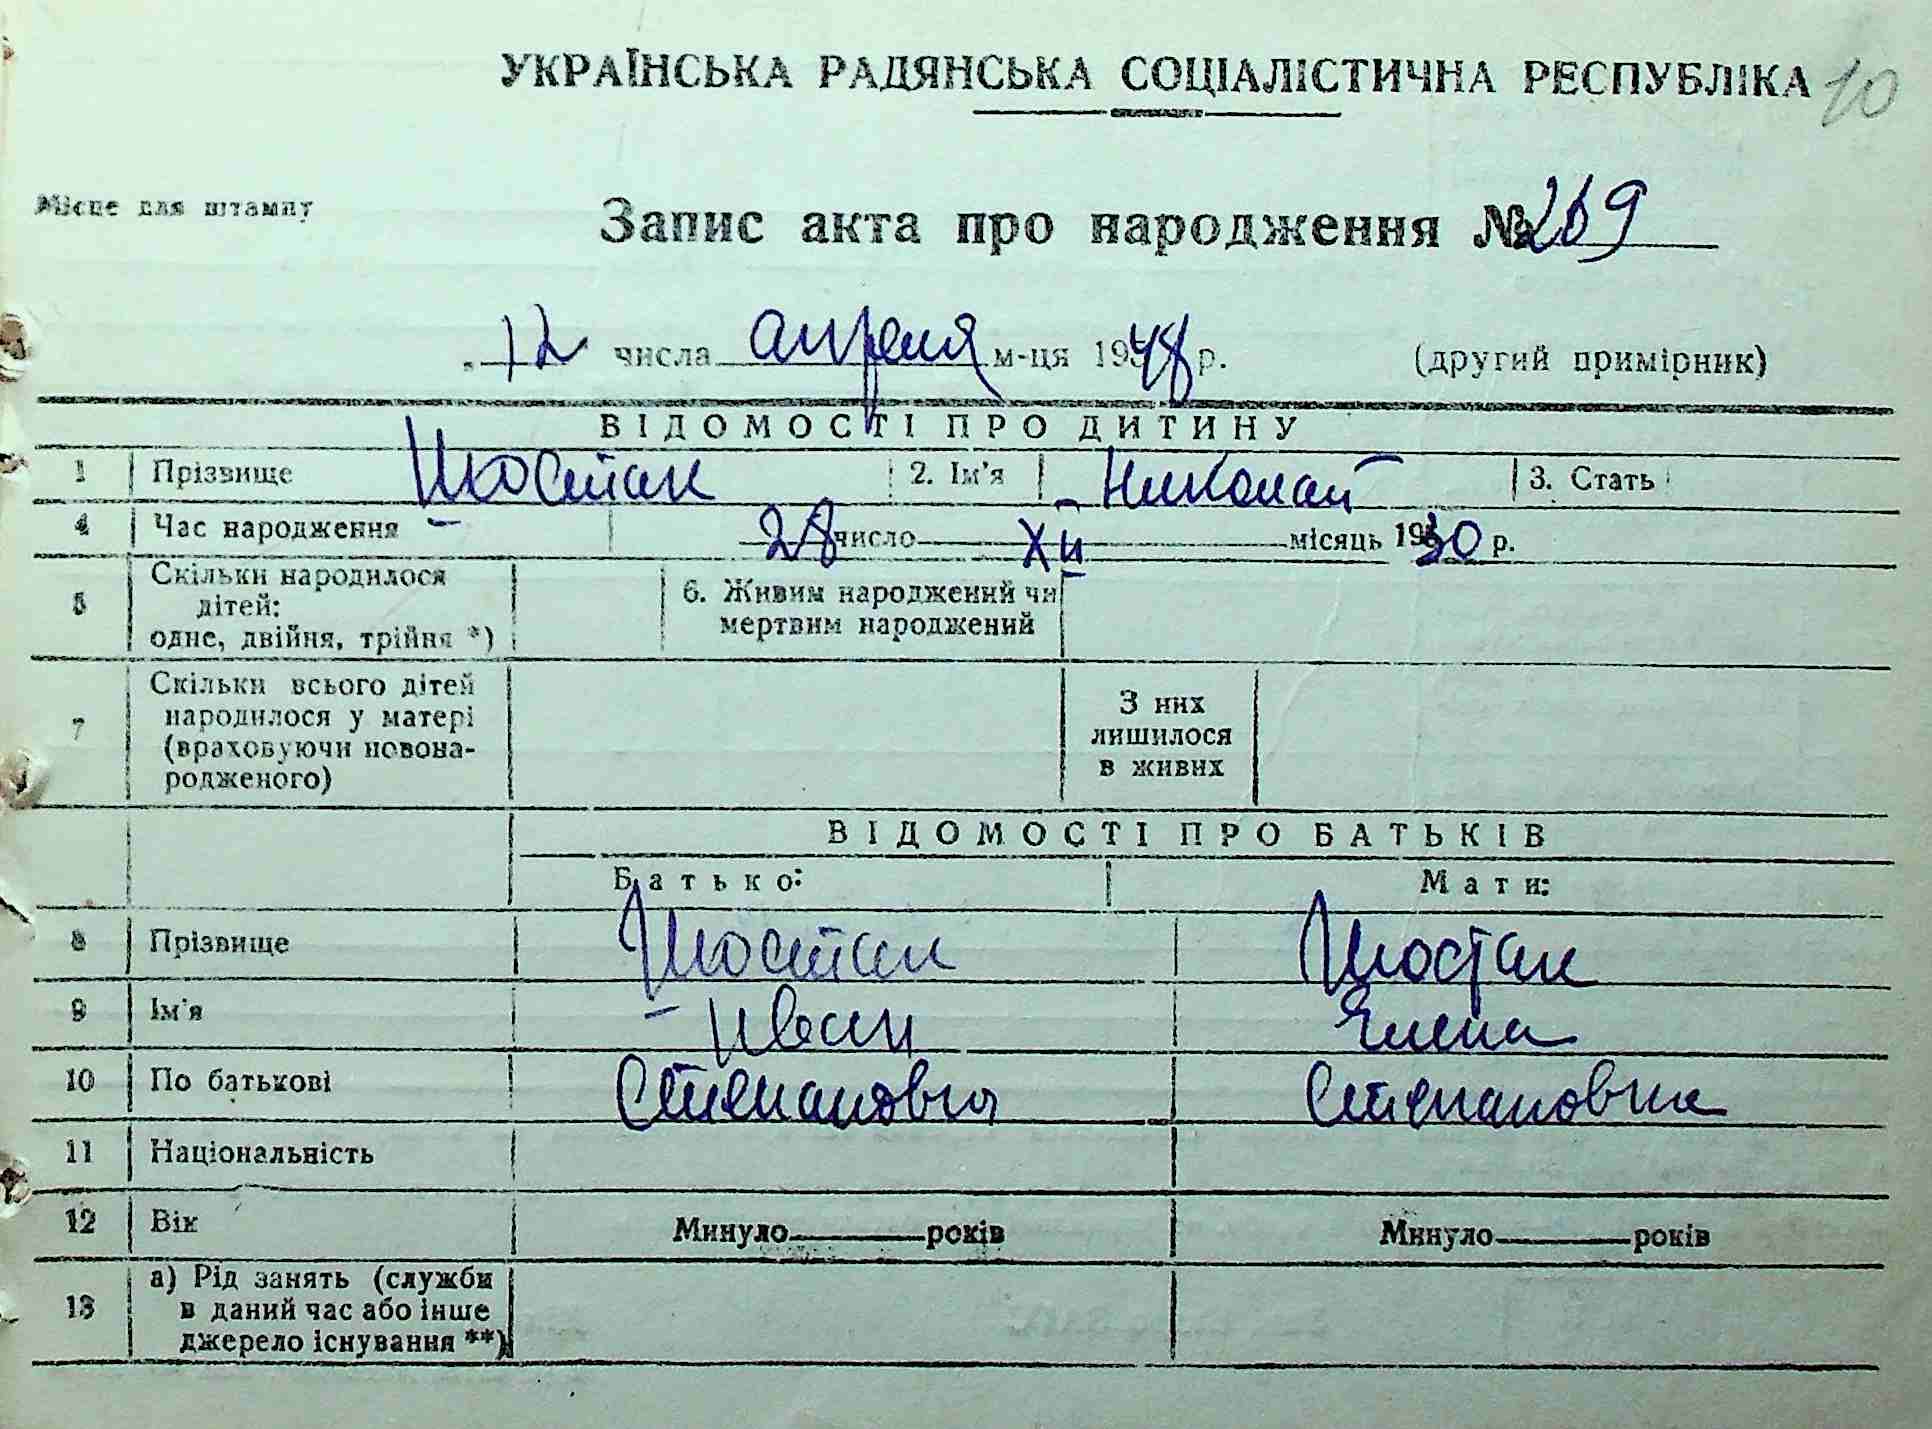 УКРАЇНСЬКА РАДЯНСЬКА СОЦІАЛІСТИЧНА РЕСПУБЛІКА 10
Місце для штампу
Запис акта про народження № 269
„ 12 числа апреля м-ця 1948 р. (другий примірник)
ВІДОМОСТІ ПРО ДИТИНУ
1 Прізвище Шостак 2. Ім'я Николай 3. Стать
4 Час народження 28 число XII місяць 1930 р.
5 Скільки народилося
дітей:
одне, двійня, трійня *)
6. Живим народжений чи
мертвим народжений
7 Скільки всього дітей
народилося у матері
(враховуючи новона-
родженого)
З них
лишилося
в живих
ВІДОМОСТІ ПРО БАТЬКІВ
Батько: Мати:
8 Прізвище Шостак Шостак
9 Ім'я Иван Елена
10 По батькові Степанович Степановна
11 Національність
12 Вік Минуло років Минуло років
13 а) Рід занять (служби
в даний час або інше
джерело існування **)